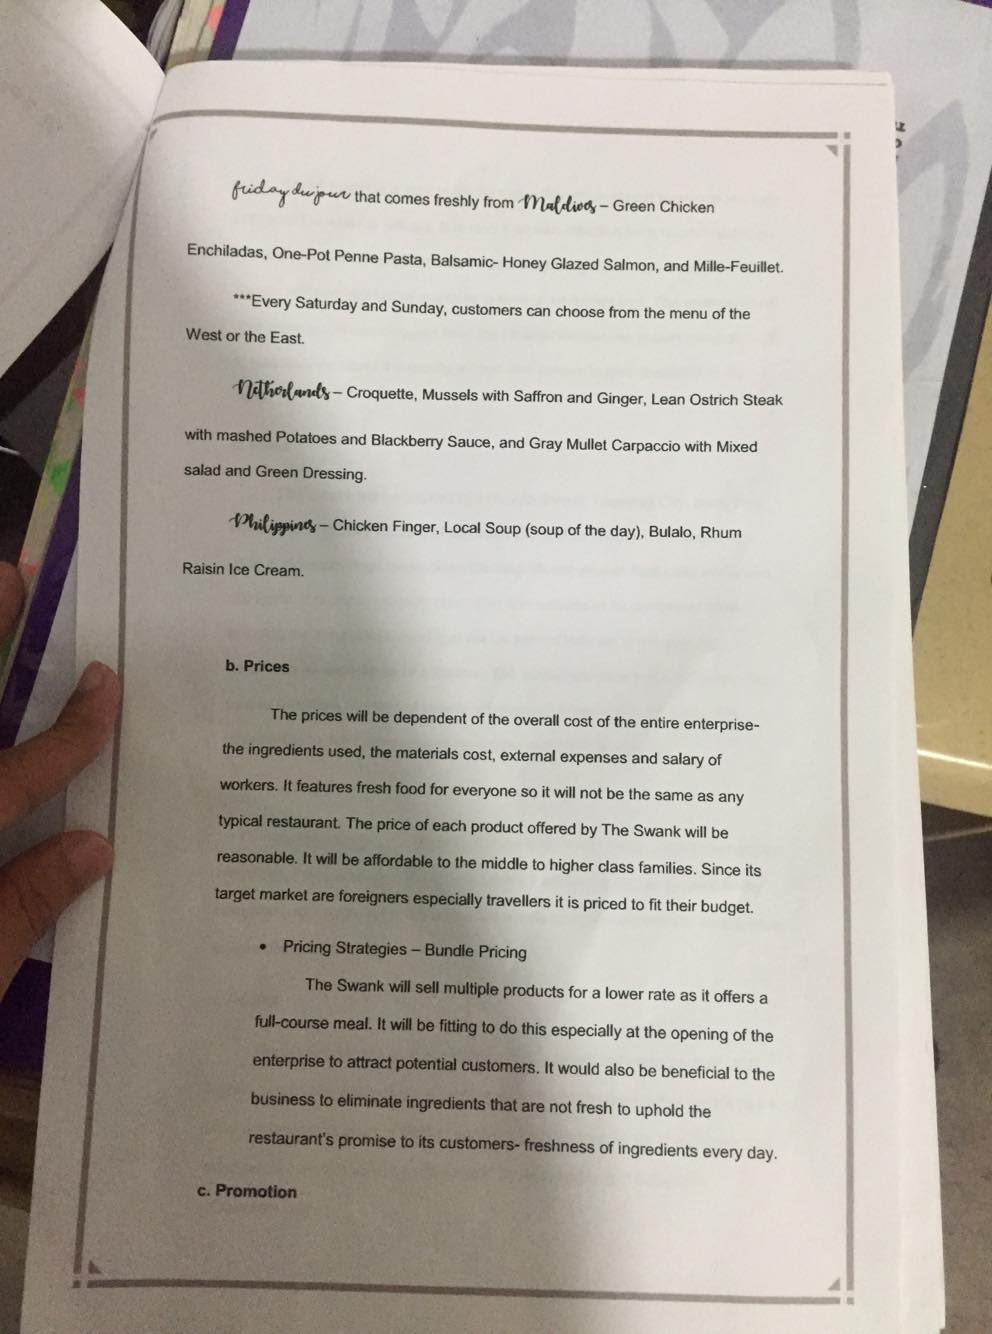 friday du jour that comes freshly from Maldives – Green Chicken
Enchiladas, One-Pot Penne Pasta, Balsamic- Honey Glazed Salmon, and Mille-Feuillet.
***Every Saturday and Sunday, customers can choose from the menu of the
West or the East.
Netherlands – Croquette, Mussels with Saffron and Ginger, Lean Ostrich Steak
with mashed Potatoes and Blackberry Sauce, and Gray Mullet Carpaccio with Mixed
salad and Green Dressing.
Philippines – Chicken Finger, Local Soup (soup of the day), Bulalo, Rhum
Raisin Ice Cream.
b. Prices
The prices will be dependent of the overall cost of the entire enterprise-
the ingredients used, the materials cost, external expenses and salary of
workers. It features fresh food for everyone so it will not be the same as any
typical restaurant. The price of each product offered by The Swank will be
reasonable. It will be affordable to the middle to higher class families. Since its
target market are foreigners especially travellers it is priced to fit their budget.
• Pricing Strategies – Bundle Pricing
The Swank will sell multiple products for a lower rate as it offers a
full-course meal. It will be fitting to do this especially at the opening of the
enterprise to attract potential customers. It would also be beneficial to the
business to eliminate ingredients that are not fresh to uphold the
restaurant's promise to its customers- freshness of ingredients every day.
c. Promotion